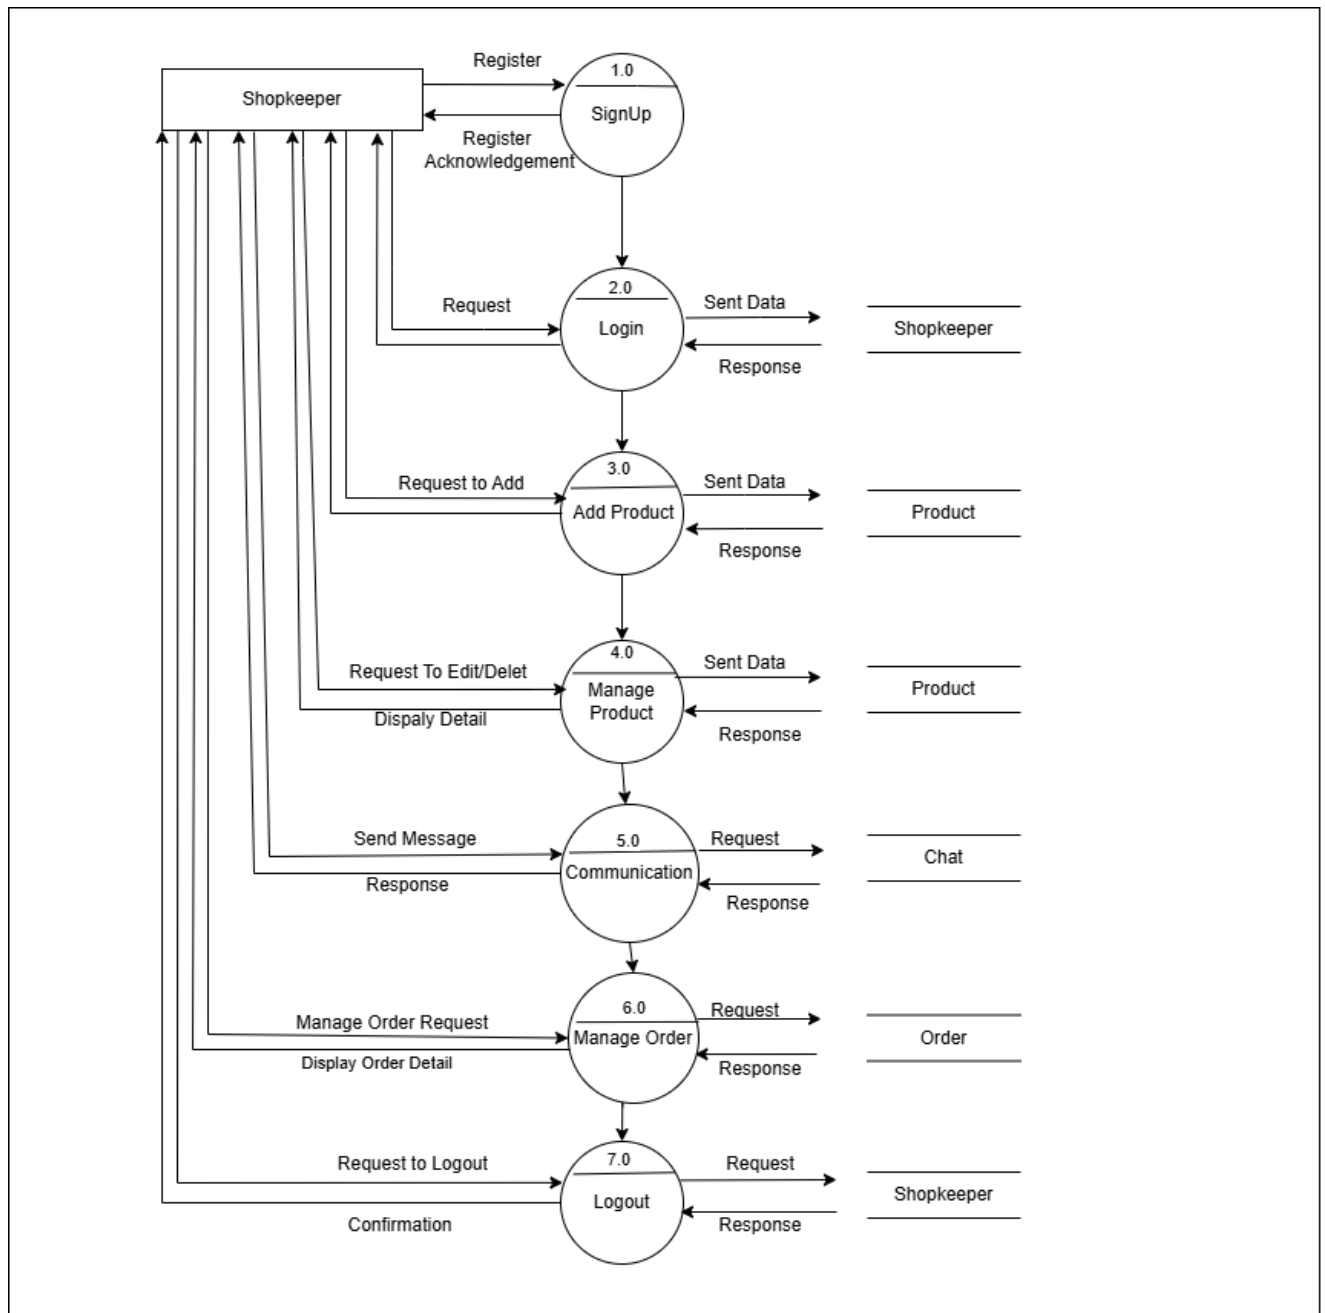 Register
1.0
Shopkeeper
SignUp
Register
Acknowledgement
2.0
Request
Sent Data
Login
Shopkeeper
Response
3.0
Request to Add
Sent Data
Add Product
Product
Response
4.0
Request To Edit/Delet
Sent Data
Manage
Product
Product
Dispaly Detail
Response
5.0
Send Message
Request
Communication
Chat
Response
Response
6.0
Manage Order Request
Request
Manage Order
Order
Display Order Detail
Response
7.0
Request to Logout
Request
Logout
Shopkeeper
Confirmation
Response